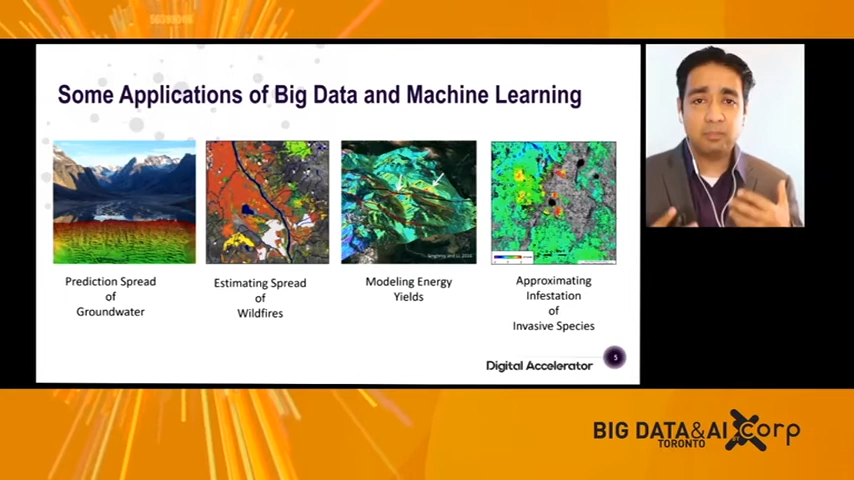 Some Applications of Big Data and Machine Learning
Prediction Spread
of
Groundwater
Estimating Spread
of
Wildfires
Modeling Energy
Yields
Approximating
Infestation
of
Invasive Species
5
Digital Accelerator
BIG DATA&AI
TORONTO
BY
corp